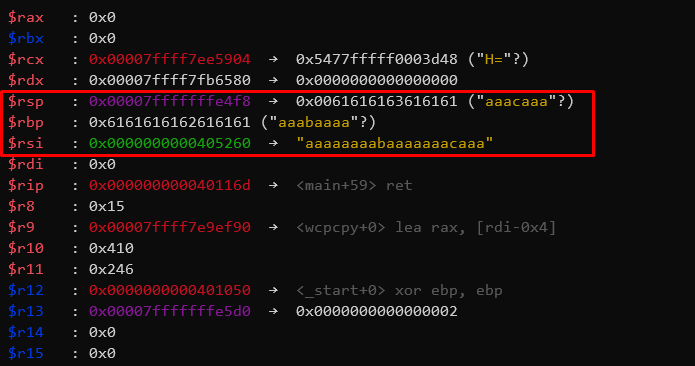 $rax : 0x0
$rbx : 0x0
$rcx : 0x00007ffff7ee5904 → 0x5477fffff0003d48 ("H="?)
$rdx : 0x00007ffff7fb6580 → 0x0000000000000000
$rsp : 0x00007fffffffe4f8 → 0x0061616163616161 ("aaacaaa"?)
$rbp : 0x6161616162616161 ("aaabaaaa"?)
$rsi : 0x0000000000405260 → "aaaaaaaabaaaaaaacaaa"
$rdi : 0x0
$rip : 0x000000000040116d → <main+59> ret
$r8 : 0x15
$r9 : 0x00007ffff7e9ef90 → <wcpcpy+0> lea rax, [rdi-0x4]
$r10 : 0x410
$r11 : 0x246
$r12 : 0x0000000000401050 → <_start+0> xor ebp, ebp
$r13 : 0x00007fffffffe5d0 → 0x0000000000000002
$r14 : 0x0
$r15 : 0x0